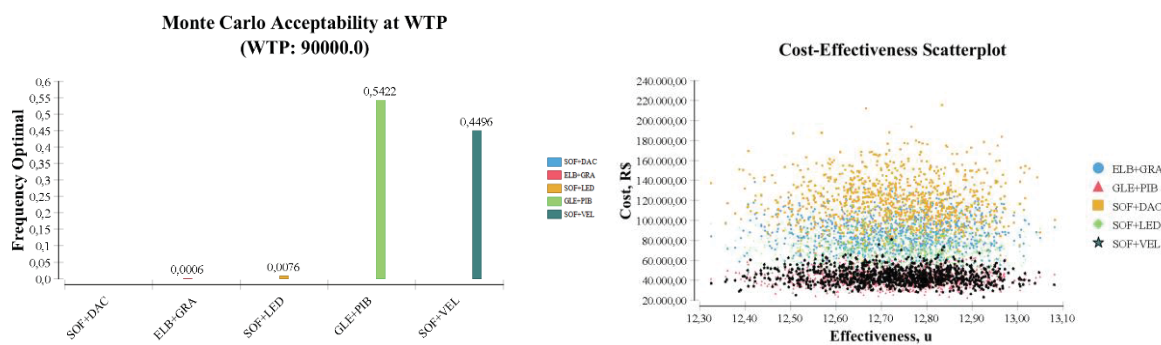 Monte Carlo Acceptability at WTP
(WTP: 90000.0)
Frequency Optimal
0,6
0,55
0,5
0,45
0,4
0,35
0,3
0,25
0,2
0,15
0,1
0,05
0,0
0,0006
0,0076
0,5422
0,4496
SOF+DAC
ELB+GRA
SOF+LED
GLE+PIB
SOF+VEL
SOF+DAC
ELB+GRA
SOF+LED
GLE+PIB
SOF+VEL
Cost-Effectiveness Scatterplot
Cost, R$
240.000,00
220.000,00
200.000,00
180.000,00
160.000,00
140.000,00
120.000,00
100.000,00
80.000,00
60.000,00
40.000,00
20.000,00
12,30 12,40 12,50 12,60 12,70 12,80 12,90 13,00 13,10
Effectiveness, u
ELB+GRA
GLE+PIB
SOF+DAC
SOF+LED
SOF+VEL